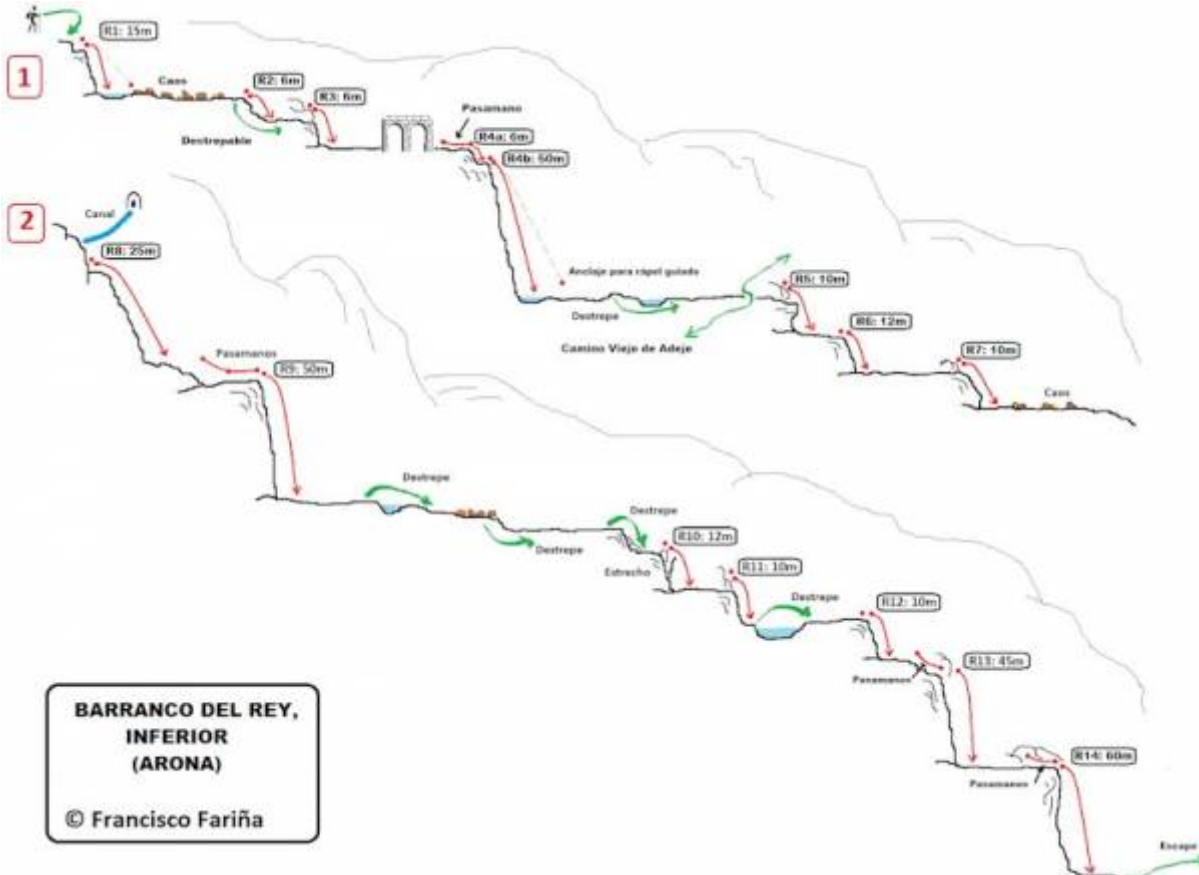 1
R1: 15m
Caos
Destrepable
R2: 6m
R3: 6m
Pasamano
R4a: 6m
R4b: 50m
Anclaje para rápel guiado
Destrepe
Camino Viejo de Adeje
R5: 10m
R6: 12m
R7: 10m
Caos
2
Canal
R8: 25m
Pasamanos
R9: 50m
Destrepe
Destrepe
Destrepe
Estrecho
R10: 12m
R11: 10m
Destrepe
R12: 10m
Pasamanos
R13: 45m
Pasamanos
R14: 60m
Escape
BARRANCO DEL REY,
INFERIOR
(ARONA)
© Francisco Fariña